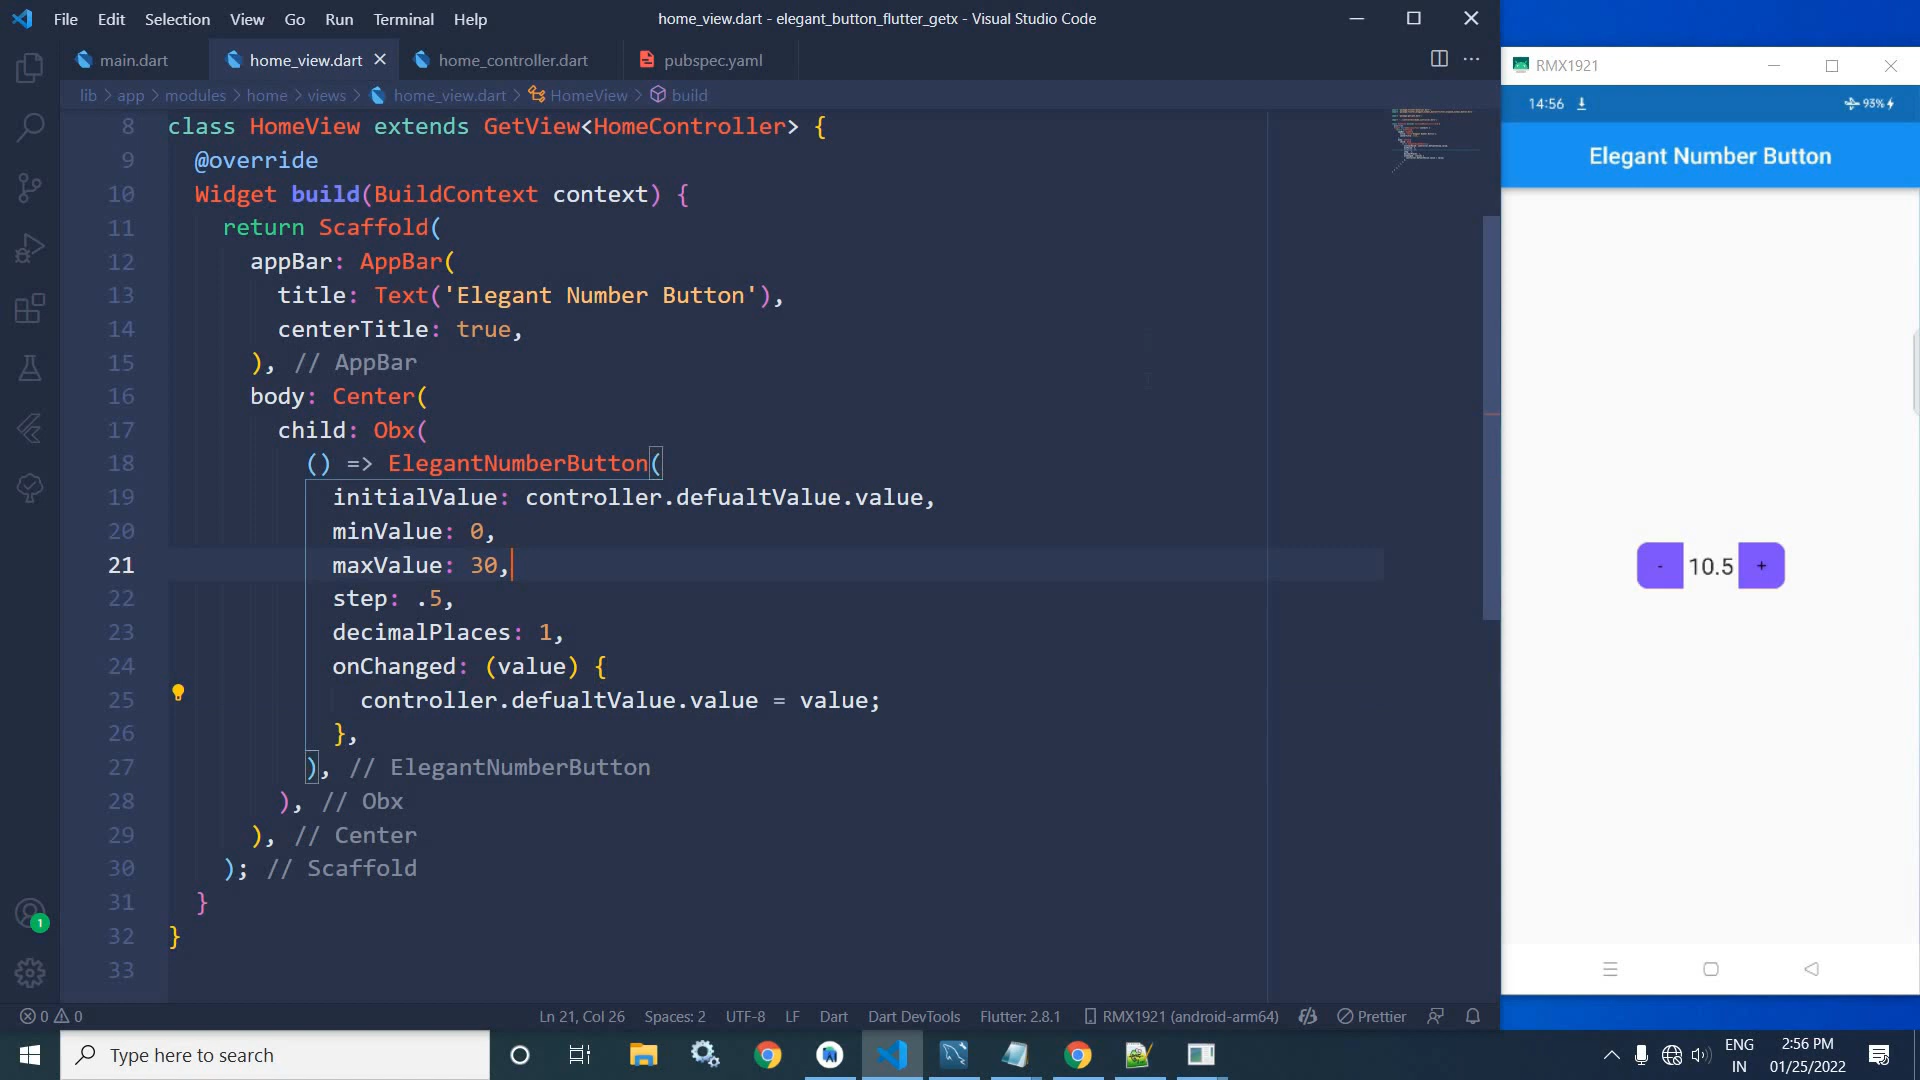 File Edit Selection View Go Run Terminal Help
home_view.dart - elegant_button_flutter_getx - Visual Studio Code
main.dart home_view.dart home_controller.dart pubspec.yaml
lib > app > modules > home > views > home_view.dart > HomeView > build
8 class HomeView extends GetView<HomeController> {
9 @override
10 Widget build(BuildContext context) {
11 return Scaffold(
12 appBar: AppBar(
13 title: Text('Elegant Number Button'),
14 centerTitle: true,
15 ), // AppBar
16 body: Center(
17 child: Obx(
18 () => ElegantNumberButton(
19 initialValue: controller.defualtValue.value,
20 minValue: 0,
21 maxValue: 30,
22 step: .5,
23 decimalPlaces: 1,
24 onChanged: (value) {
25 controller.defualtValue.value = value;
26 },
27 ), // ElegantNumberButton
28 ), // Obx
29 ), // Center
30 ); // Scaffold
31 }
32 }
33
1
0 0 Ln 21, Col 26 Spaces: 2 UTF-8 LF Dart Dart DevTools Flutter: 2.8.1 RMX1921 (android-arm64) Prettier
RMX1921
14:56 93%
Elegant Number Button
- 10.5 +
Type here to search
ENG
IN
2:56 PM
01/25/2022